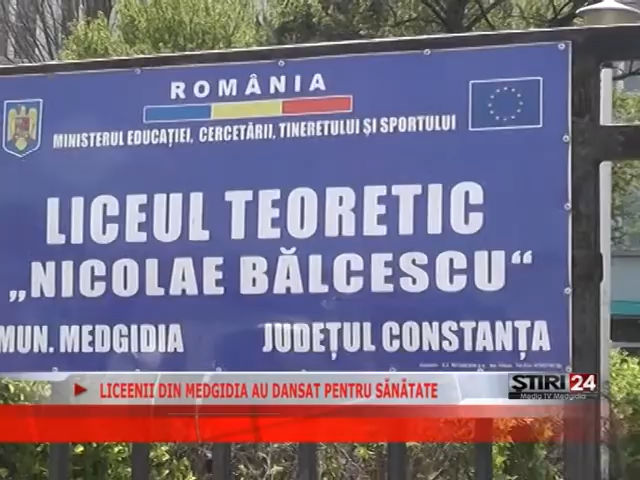 ROMÂNIA
MINISTERUL EDUCAȚIEI, CERCETĂRII, TINERETULUI ȘI SPORTULUI
LICEUL TEORETIC
„NICOLAE BĂLCESCU“
MUN. MEDGIDIA JUDEȚUL CONSTANȚA
LICEENII DIN MEDGIDIA AU DANSAT PENTRU SĂNĂTATE
ȘTIRI 24
Media TV Medgidia